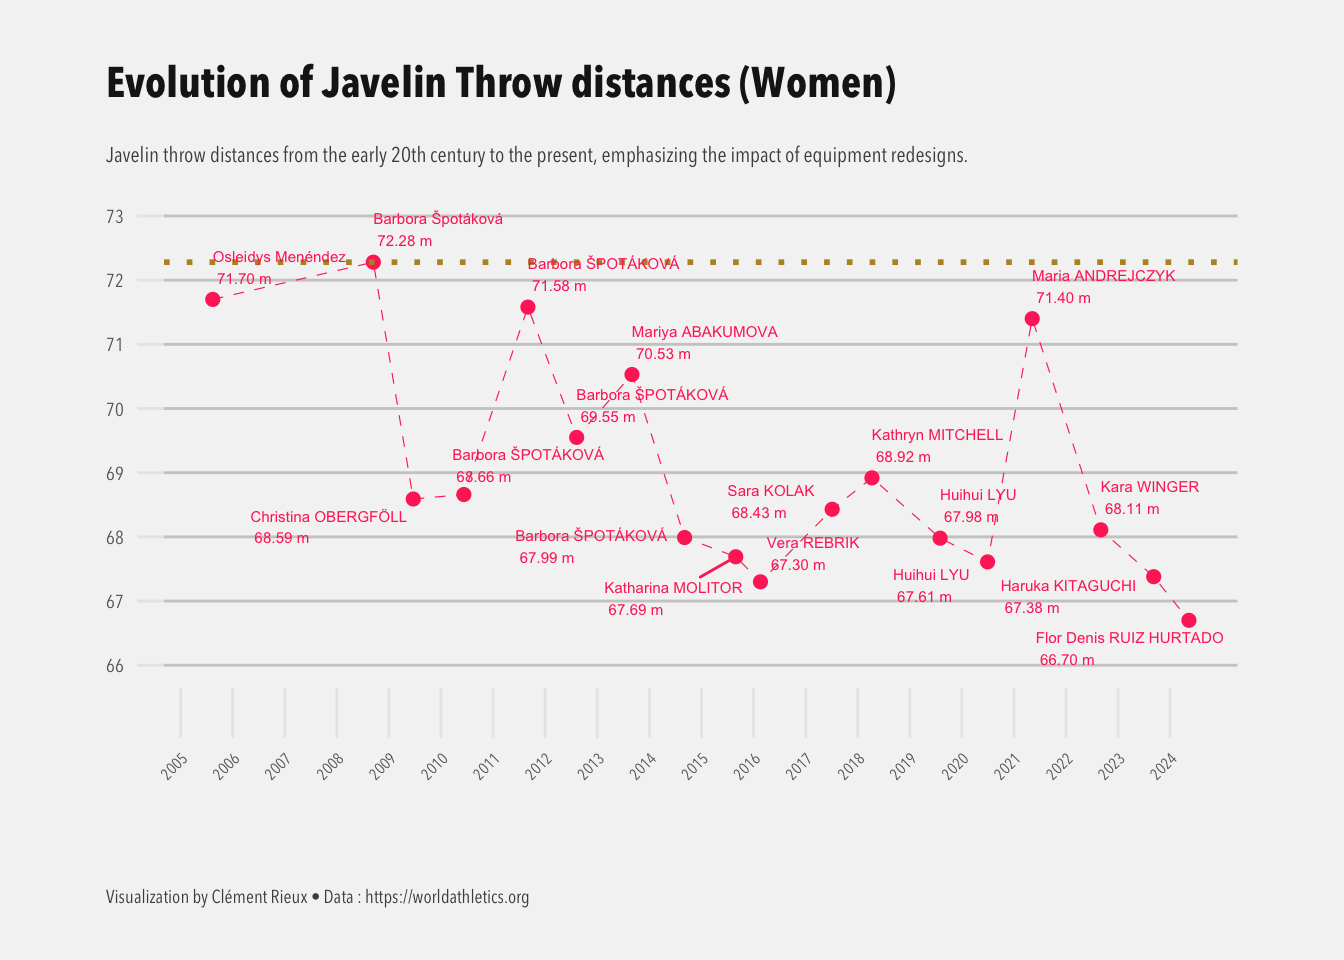 Evolution of Javelin Throw distances (Women)
Javelin throw distances from the early 20th century to the present, emphasizing the impact of equipment redesigns.
73
72
71
70
69
68
67
66
Osleidys Menéndez
71.70 m
Barbora Špotáková
72.28 m
Christina OBERGFÖLL
68.59 m
Barbora ŠPOTÁKOVÁ
68.66 m
Barbora ŠPOTÁKOVÁ
71.58 m
Barbora ŠPOTÁKOVÁ
69.55 m
Mariya ABAKUMOVA
70.53 m
Barbora ŠPOTÁKOVÁ
67.99 m
Katharina MOLITOR
67.69 m
Vera REBRIK
67.30 m
Sara KOLAK
68.43 m
Kathryn MITCHELL
68.92 m
Huihui LYU
67.98 m
Huihui LYU
67.61 m
Maria ANDREJCZYK
71.40 m
Kara WINGER
68.11 m
Haruka KITAGUCHI
67.38 m
Flor Denis RUIZ HURTADO
66.70 m
2005
2006
2007
2008
2009
2010
2011
2012
2013
2014
2015
2016
2017
2018
2019
2020
2021
2022
2023
2024
Visualization by Clément Rieux • Data : https://worldathletics.org